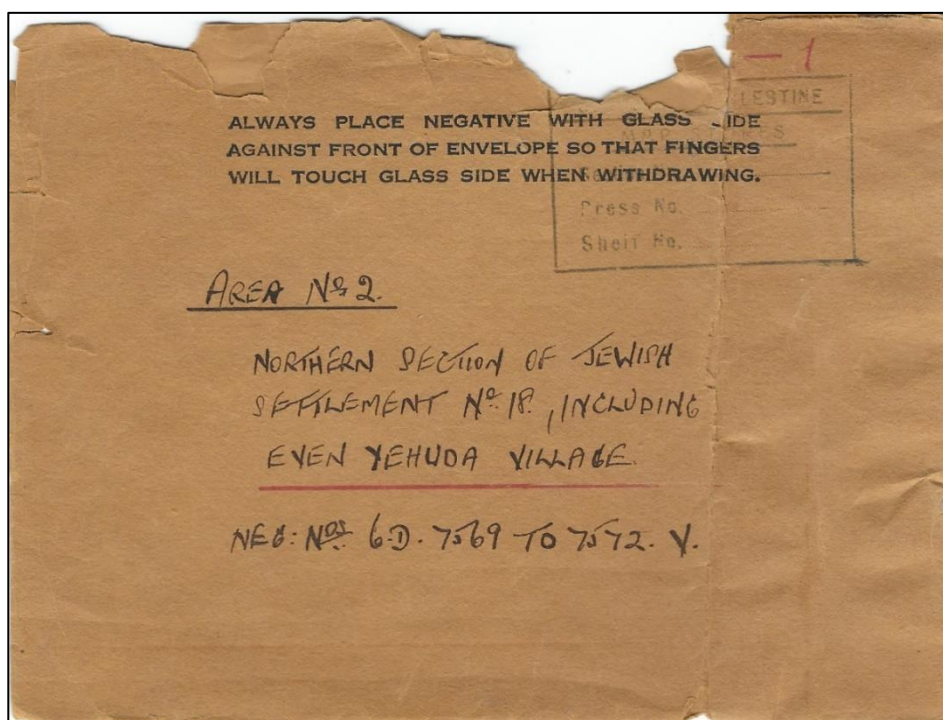 — 1
ALWAYS PLACE NEGATIVE WITH GLASS SIDE
AGAINST FRONT OF ENVELOPE SO THAT FINGERS
WILL TOUCH GLASS SIDE WHEN WITHDRAWING.
MAP STORES
Press No.
Shelf No.
AREA No. 2.
NORTHERN SECTION OF JEWISH
SETTLEMENT No. 18, INCLUDING
EVEN YEHUDA VILLAGE.
NEG: Nos. 6.D. 7569 TO 7572. V.